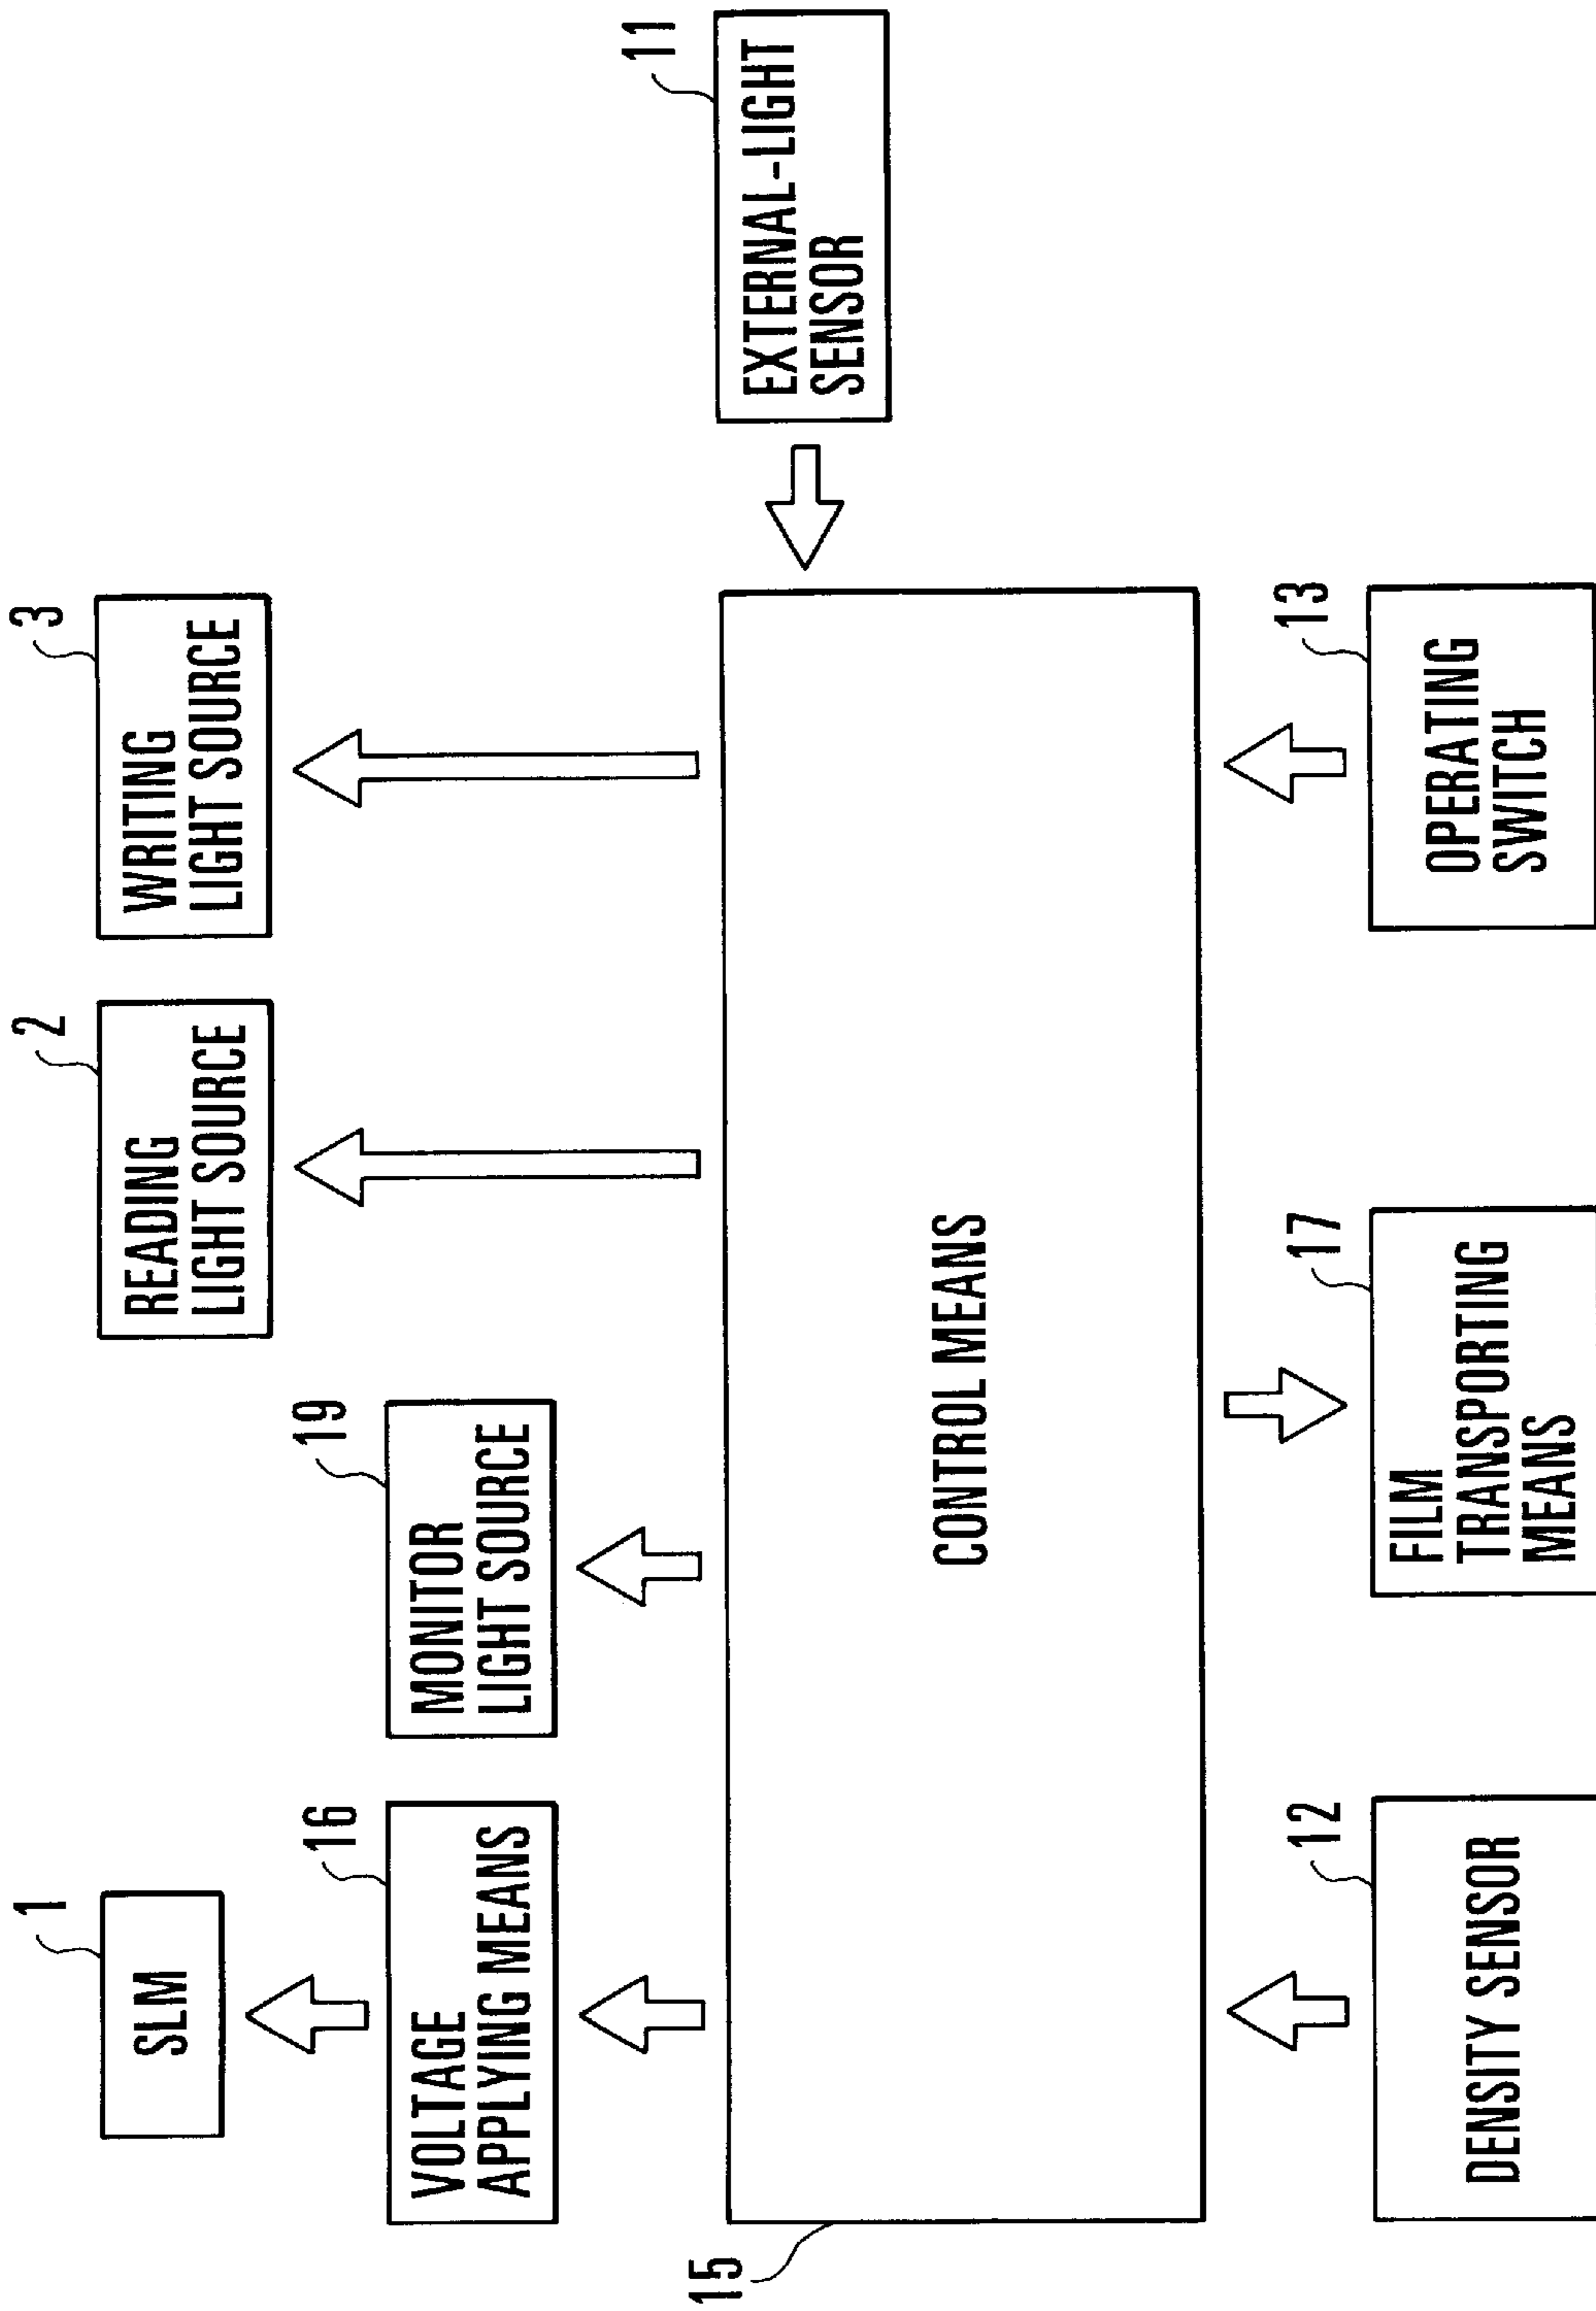 1
SLM
16
VOLTAGE
APPLYING MEANS
19
MONITOR
LIGHT SOURCE
2
READING
LIGHT SOURCE
3
WRITING
LIGHT SOURCE
11
EXTERNAL-LIGHT
SENSOR
15
CONTROL MEANS
12
DENSITY SENSOR
17
FILM
TRANSPORTING
MEANS
13
OPERATING
SWITCH